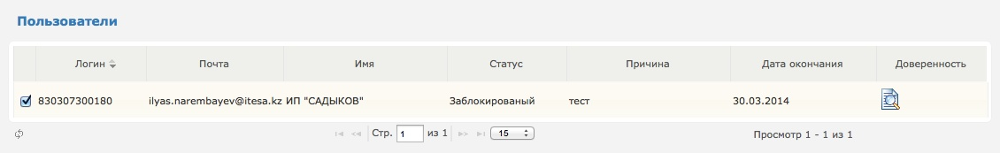 Пользователи
Логин Почта Имя Статус Причина Дата окончания Доверенность
830307300180 ilyas.narembayev@itesa.kz ИП "САДЫКОВ" Заблокированый тест 30.03.2014
Стр. 1 из 1 15 Просмотр 1 - 1 из 1